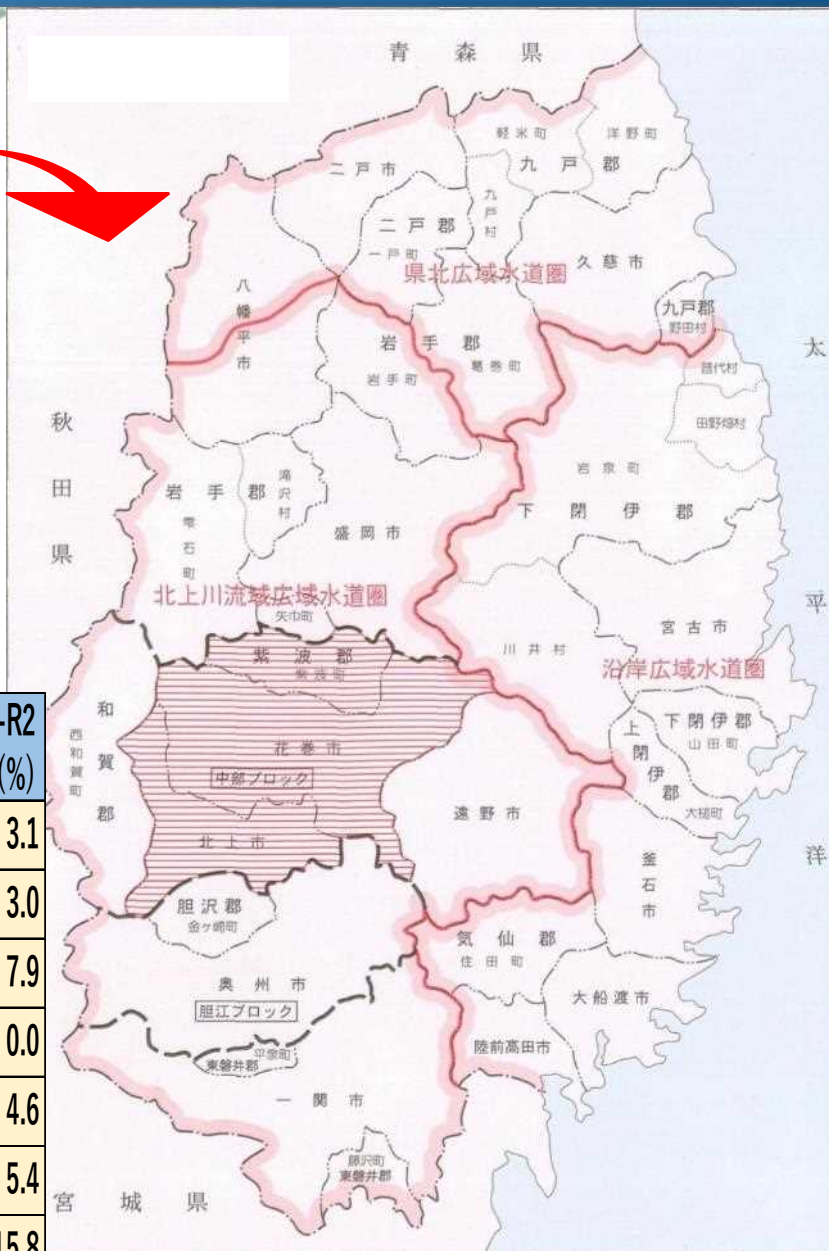 青森県
軽米町
洋野町
二戸市
九戸郡
九戸村
二戸郡
一戸町
久慈市
県北広域水道圏
八幡平市
九戸郡
野田村
岩手郡
岩手町
葛巻町
普代村
太平洋
田野畑村
秋田県
岩泉町
下閉伊郡
岩手郡
滝沢村
雫石町
盛岡市
北上川流域広域水道圏
矢巾町
宮古市
川井村
沿岸広域水道圏
紫波郡
紫波町
和賀郡
西和賀町
花巻市
中部ブロック
北上市
上閉伊郡
下閉伊郡
山田町
大槌町
遠野市
釜石市
胆沢郡
金ヶ崎町
気仙郡
住田町
奥州市
胆江ブロック
大船渡市
平泉町
東磐井郡
陸前高田市
一関市
藤沢町
東磐井郡
宮城県
-R2
(%)
3.1
3.0
7.9
0.0
4.6
5.4
15.8